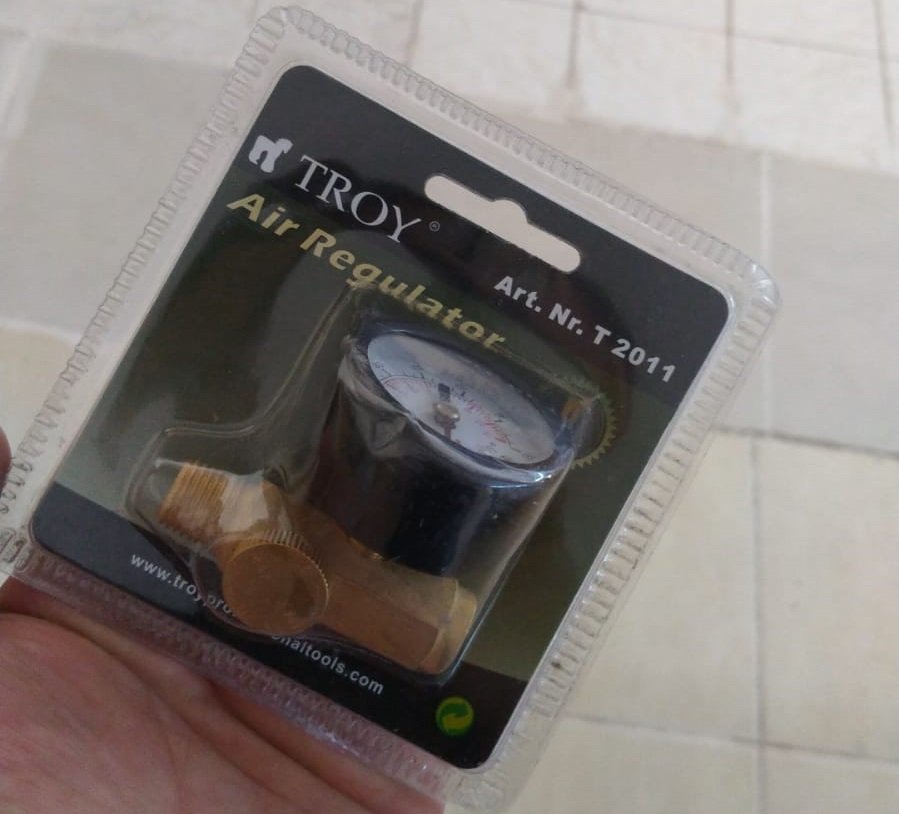 TROY®
Air Regulator
Art. Nr. T 2011